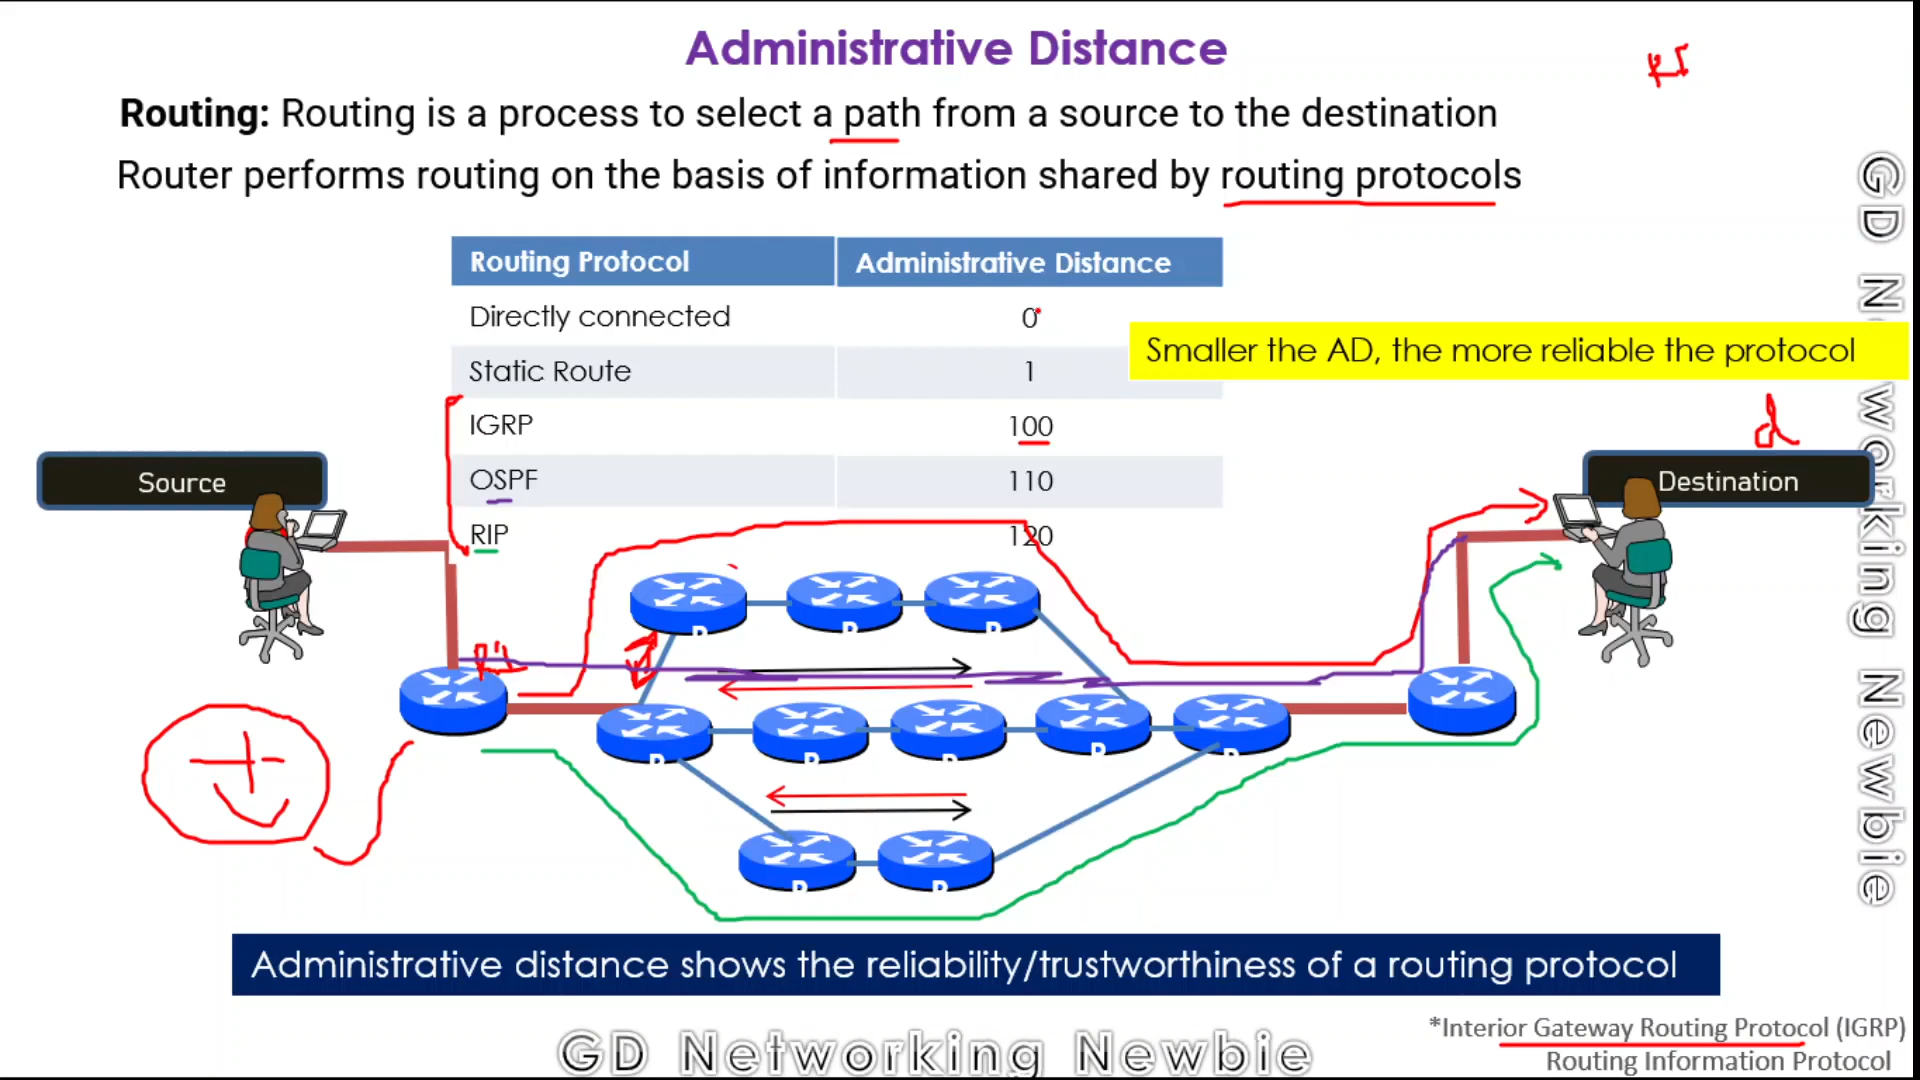 Administrative Distance
Routing: Routing is a process to select a path from a source to the destination
Router performs routing on the basis of information shared by routing protocols
Routing Protocol Administrative Distance
Directly connected 0
Static Route 1
Smaller the AD, the more reliable the protocol
IGRP 100
OSPF 110
RIP 120
Source
Destination
d
R1
Administrative distance shows the reliability/trustworthiness of a routing protocol
*Interior Gateway Routing Protocol (IGRP)
Routing Information Protocol
GD Networking Newbie
GD Networking Newbie